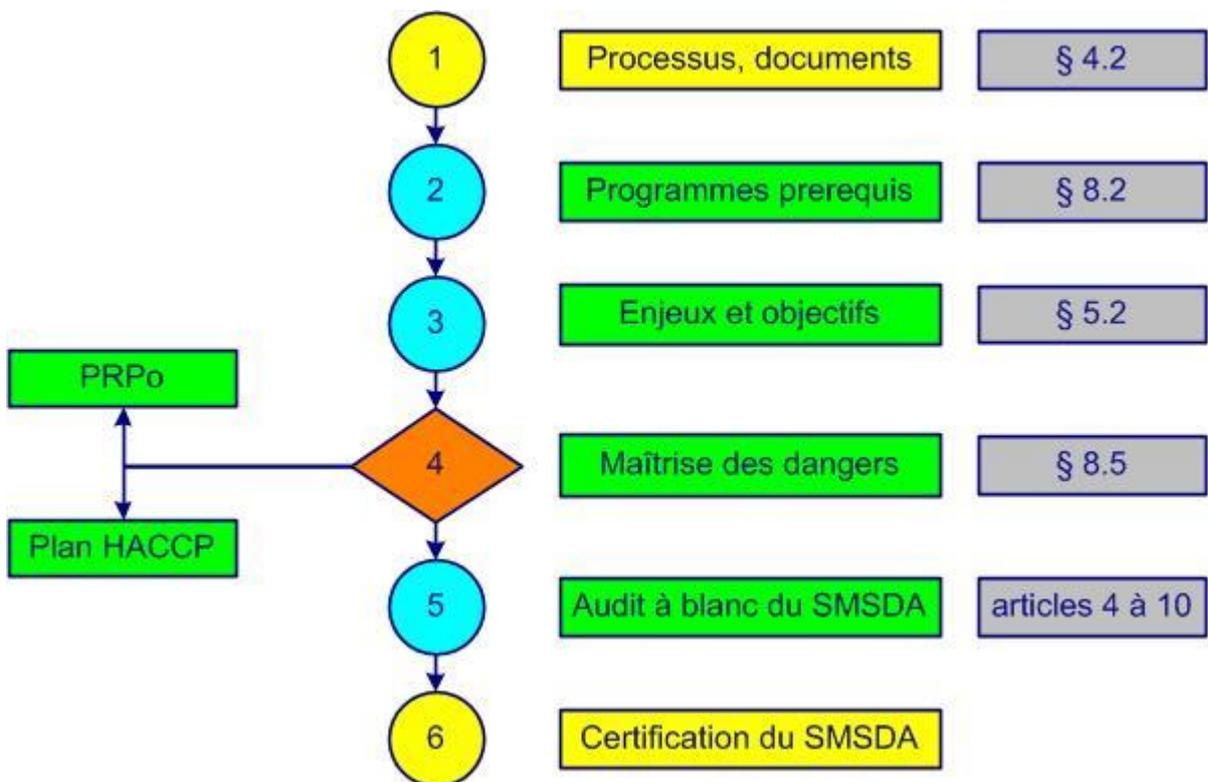 1
Processus, documents
§ 4.2
2
Programmes prerequis
§ 8.2
3
Enjeux et objectifs
§ 5.2
PRPo
4
Maîtrise des dangers
§ 8.5
Plan HACCP
5
Audit à blanc du SMSDA
articles 4 à 10
6
Certification du SMSDA